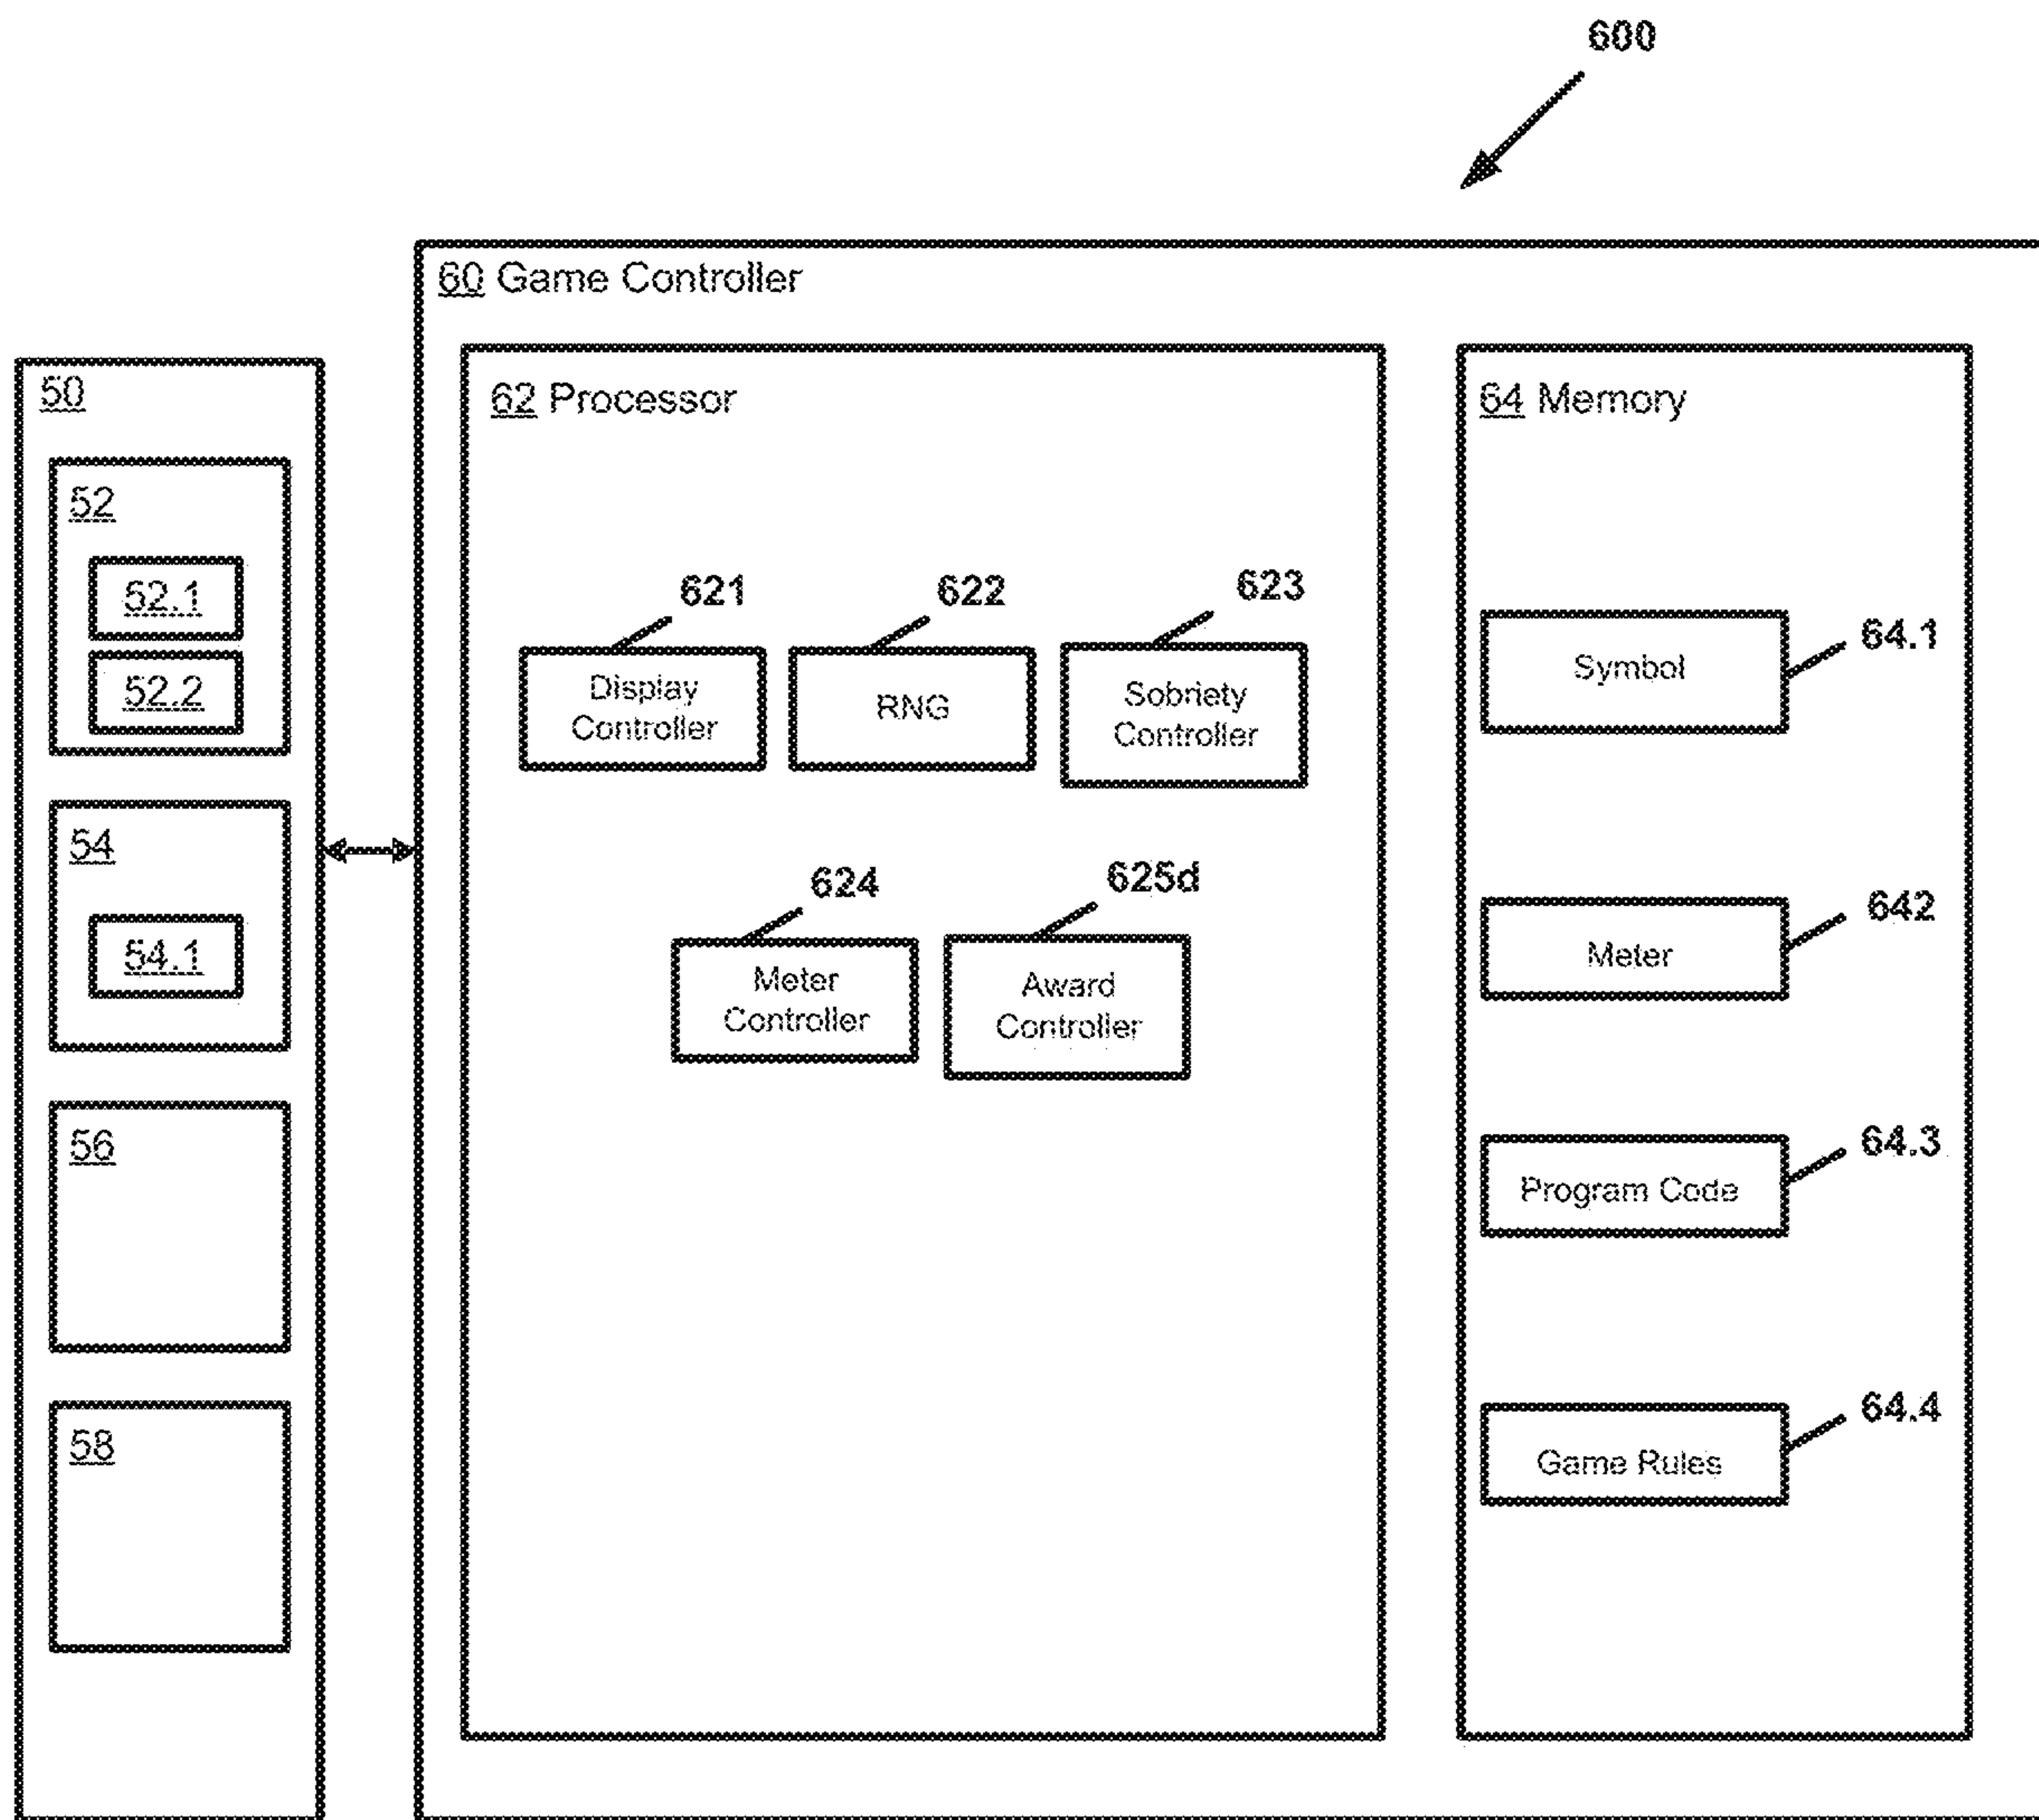 600
60 Game Controller
50
62 Processor
64 Memory
52
52.1
52.2
621
622
623
Display
Controller
RNG
Sobriety
Controller
64.1
Symbol
54
54.1
624
625d
Meter
Controller
Award
Controller
642
Meter
56
64.3
Program Code
58
64.4
Game Rules